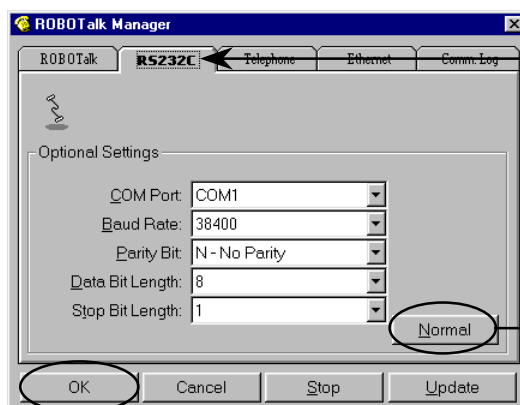 ROBOTalk Manager
ROBOTalk RS232C Telephone Ethernet Comm. Log
Optional Settings
COM Port: COM1
Baud Rate: 38400
Parity Bit: N - No Parity
Data Bit Length: 8
Stop Bit Length: 1
Normal
OK Cancel Stop Update